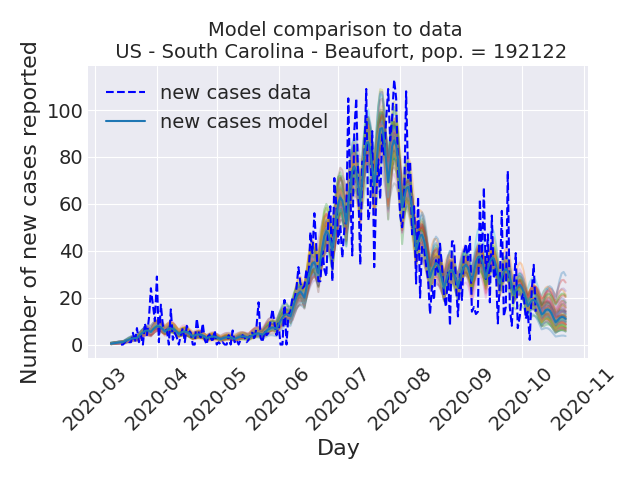 Model comparison to data
US - South Carolina - Beaufort, pop. = 192122
Number of new cases reported
new cases data
new cases model
100
80
60
40
20
0
2020-03
2020-04
2020-05
2020-06
2020-07
2020-08
2020-09
2020-10
2020-11
Day